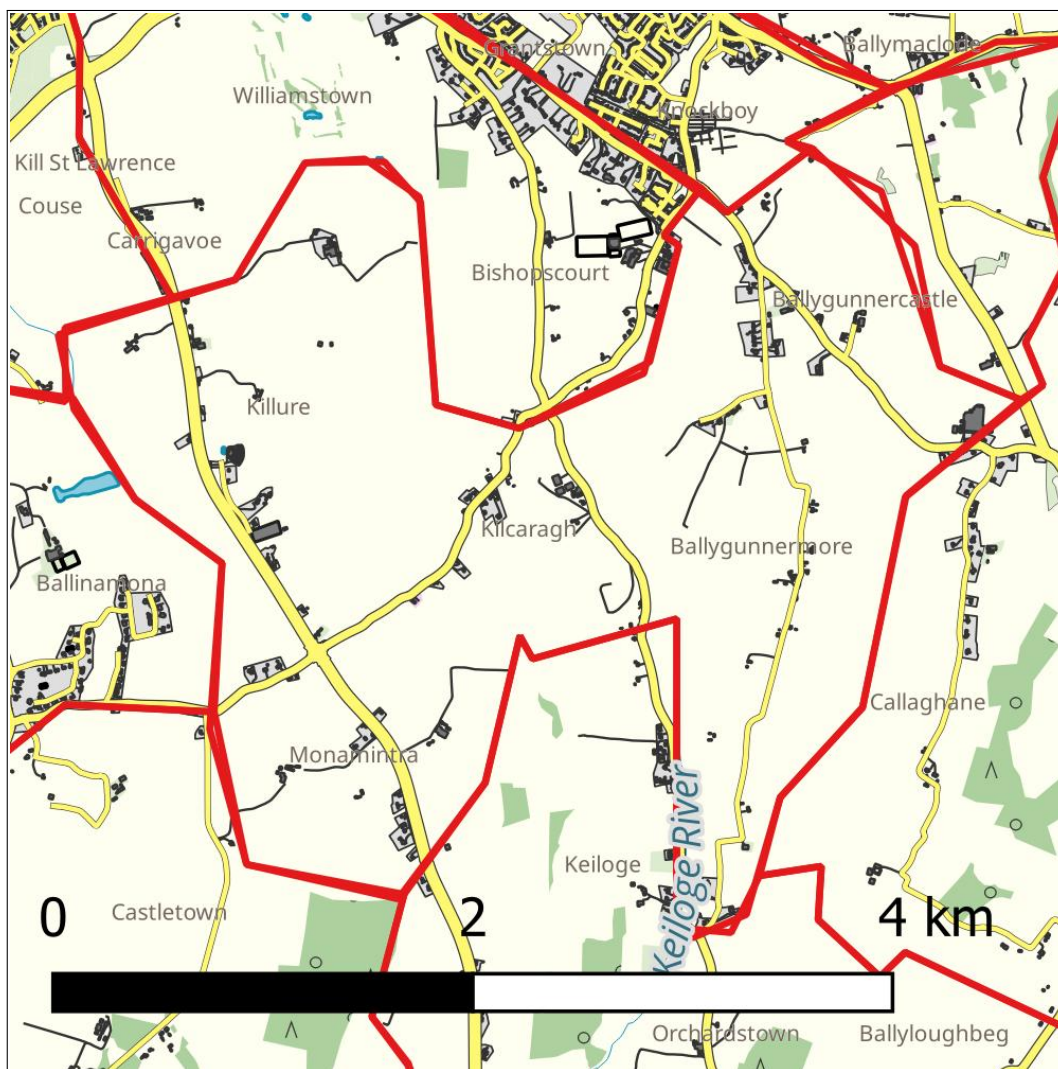 Grantstown
Ballymaclode
Williamstown
Knockboy
Kill St Lawrence
Couse
Carrigavoe
Bishopscourt
Ballygunnercastle
Killure
Kilcaragh
Ballygunnermore
Ballinamona
Callaghane
Monamintra
Keiloge River
Keiloge
Castletown
0 2 4 km
Orchardstown
Ballyloughbeg